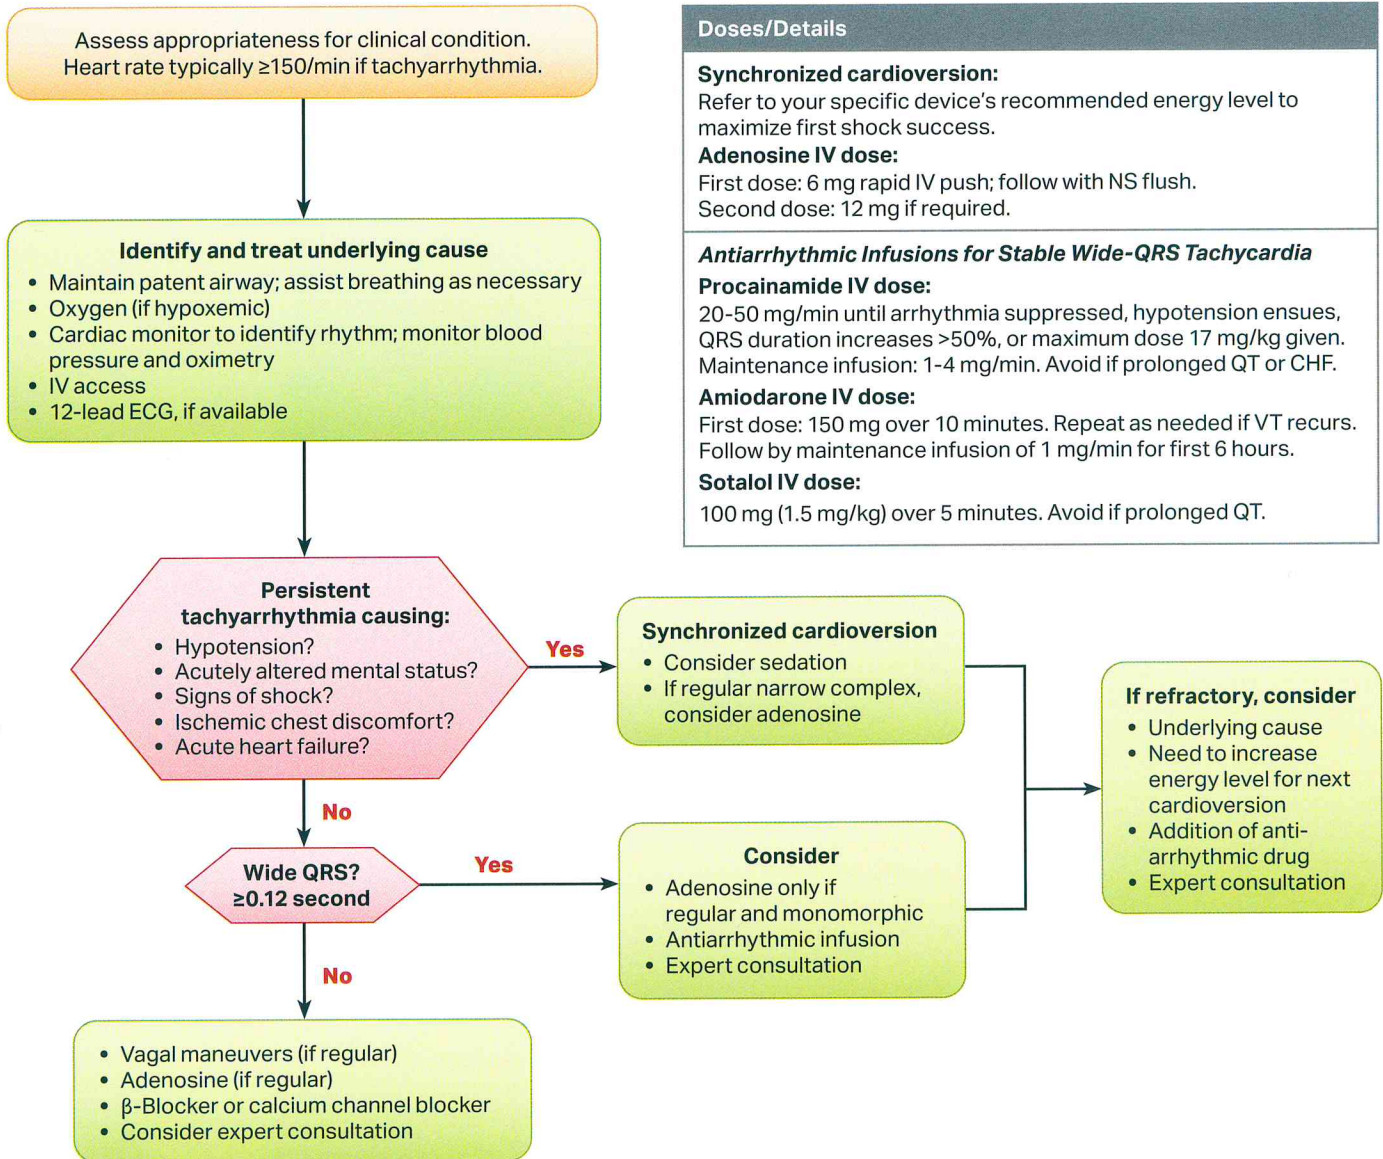 Assess appropriateness for clinical condition.
Heart rate typically ≥150/min if tachyarrhythmia.
Identify and treat underlying cause
• Maintain patent airway; assist breathing as necessary
• Oxygen (if hypoxemic)
• Cardiac monitor to identify rhythm; monitor blood
pressure and oximetry
• IV access
• 12-lead ECG, if available
Persistent
tachyarrhythmia causing:
• Hypotension?
• Acutely altered mental status?
• Signs of shock?
• Ischemic chest discomfort?
• Acute heart failure?
Yes
Synchronized cardioversion
• Consider sedation
• If regular narrow complex,
consider adenosine
No
Wide QRS?
≥0.12 second
Yes
Consider
• Adenosine only if
regular and monomorphic
• Antiarrhythmic infusion
• Expert consultation
If refractory, consider
• Underlying cause
• Need to increase
energy level for next
cardioversion
• Addition of anti-
arrhythmic drug
• Expert consultation
No
• Vagal maneuvers (if regular)
• Adenosine (if regular)
• β-Blocker or calcium channel blocker
• Consider expert consultation
Doses/Details
Synchronized cardioversion:
Refer to your specific device's recommended energy level to
maximize first shock success.
Adenosine IV dose:
First dose: 6 mg rapid IV push; follow with NS flush.
Second dose: 12 mg if required.
Antiarrhythmic Infusions for Stable Wide-QRS Tachycardia
Procainamide IV dose:
20-50 mg/min until arrhythmia suppressed, hypotension ensues,
QRS duration increases >50%, or maximum dose 17 mg/kg given.
Maintenance infusion: 1-4 mg/min. Avoid if prolonged QT or CHF.
Amiodarone IV dose:
First dose: 150 mg over 10 minutes. Repeat as needed if VT recurs.
Follow by maintenance infusion of 1 mg/min for first 6 hours.
Sotalol IV dose:
100 mg (1.5 mg/kg) over 5 minutes. Avoid if prolonged QT.